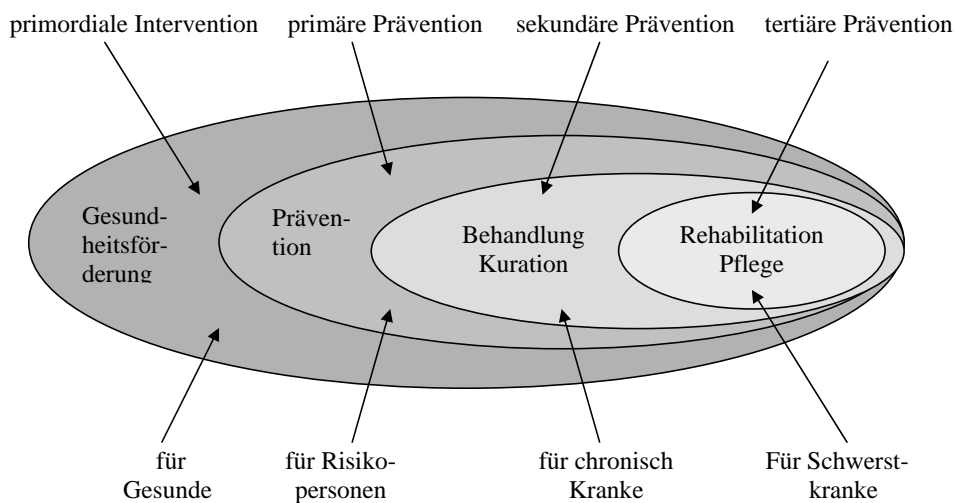 primordiale Intervention
primäre Prävention
sekundäre Prävention
tertiäre Prävention
Gesund-
heitsför-
derung
Präven-
tion
Behandlung
Kuration
Rehabilitation
Pflege
für
Gesunde
für Risiko-
personen
für chronisch
Kranke
Für Schwerst-
kranke